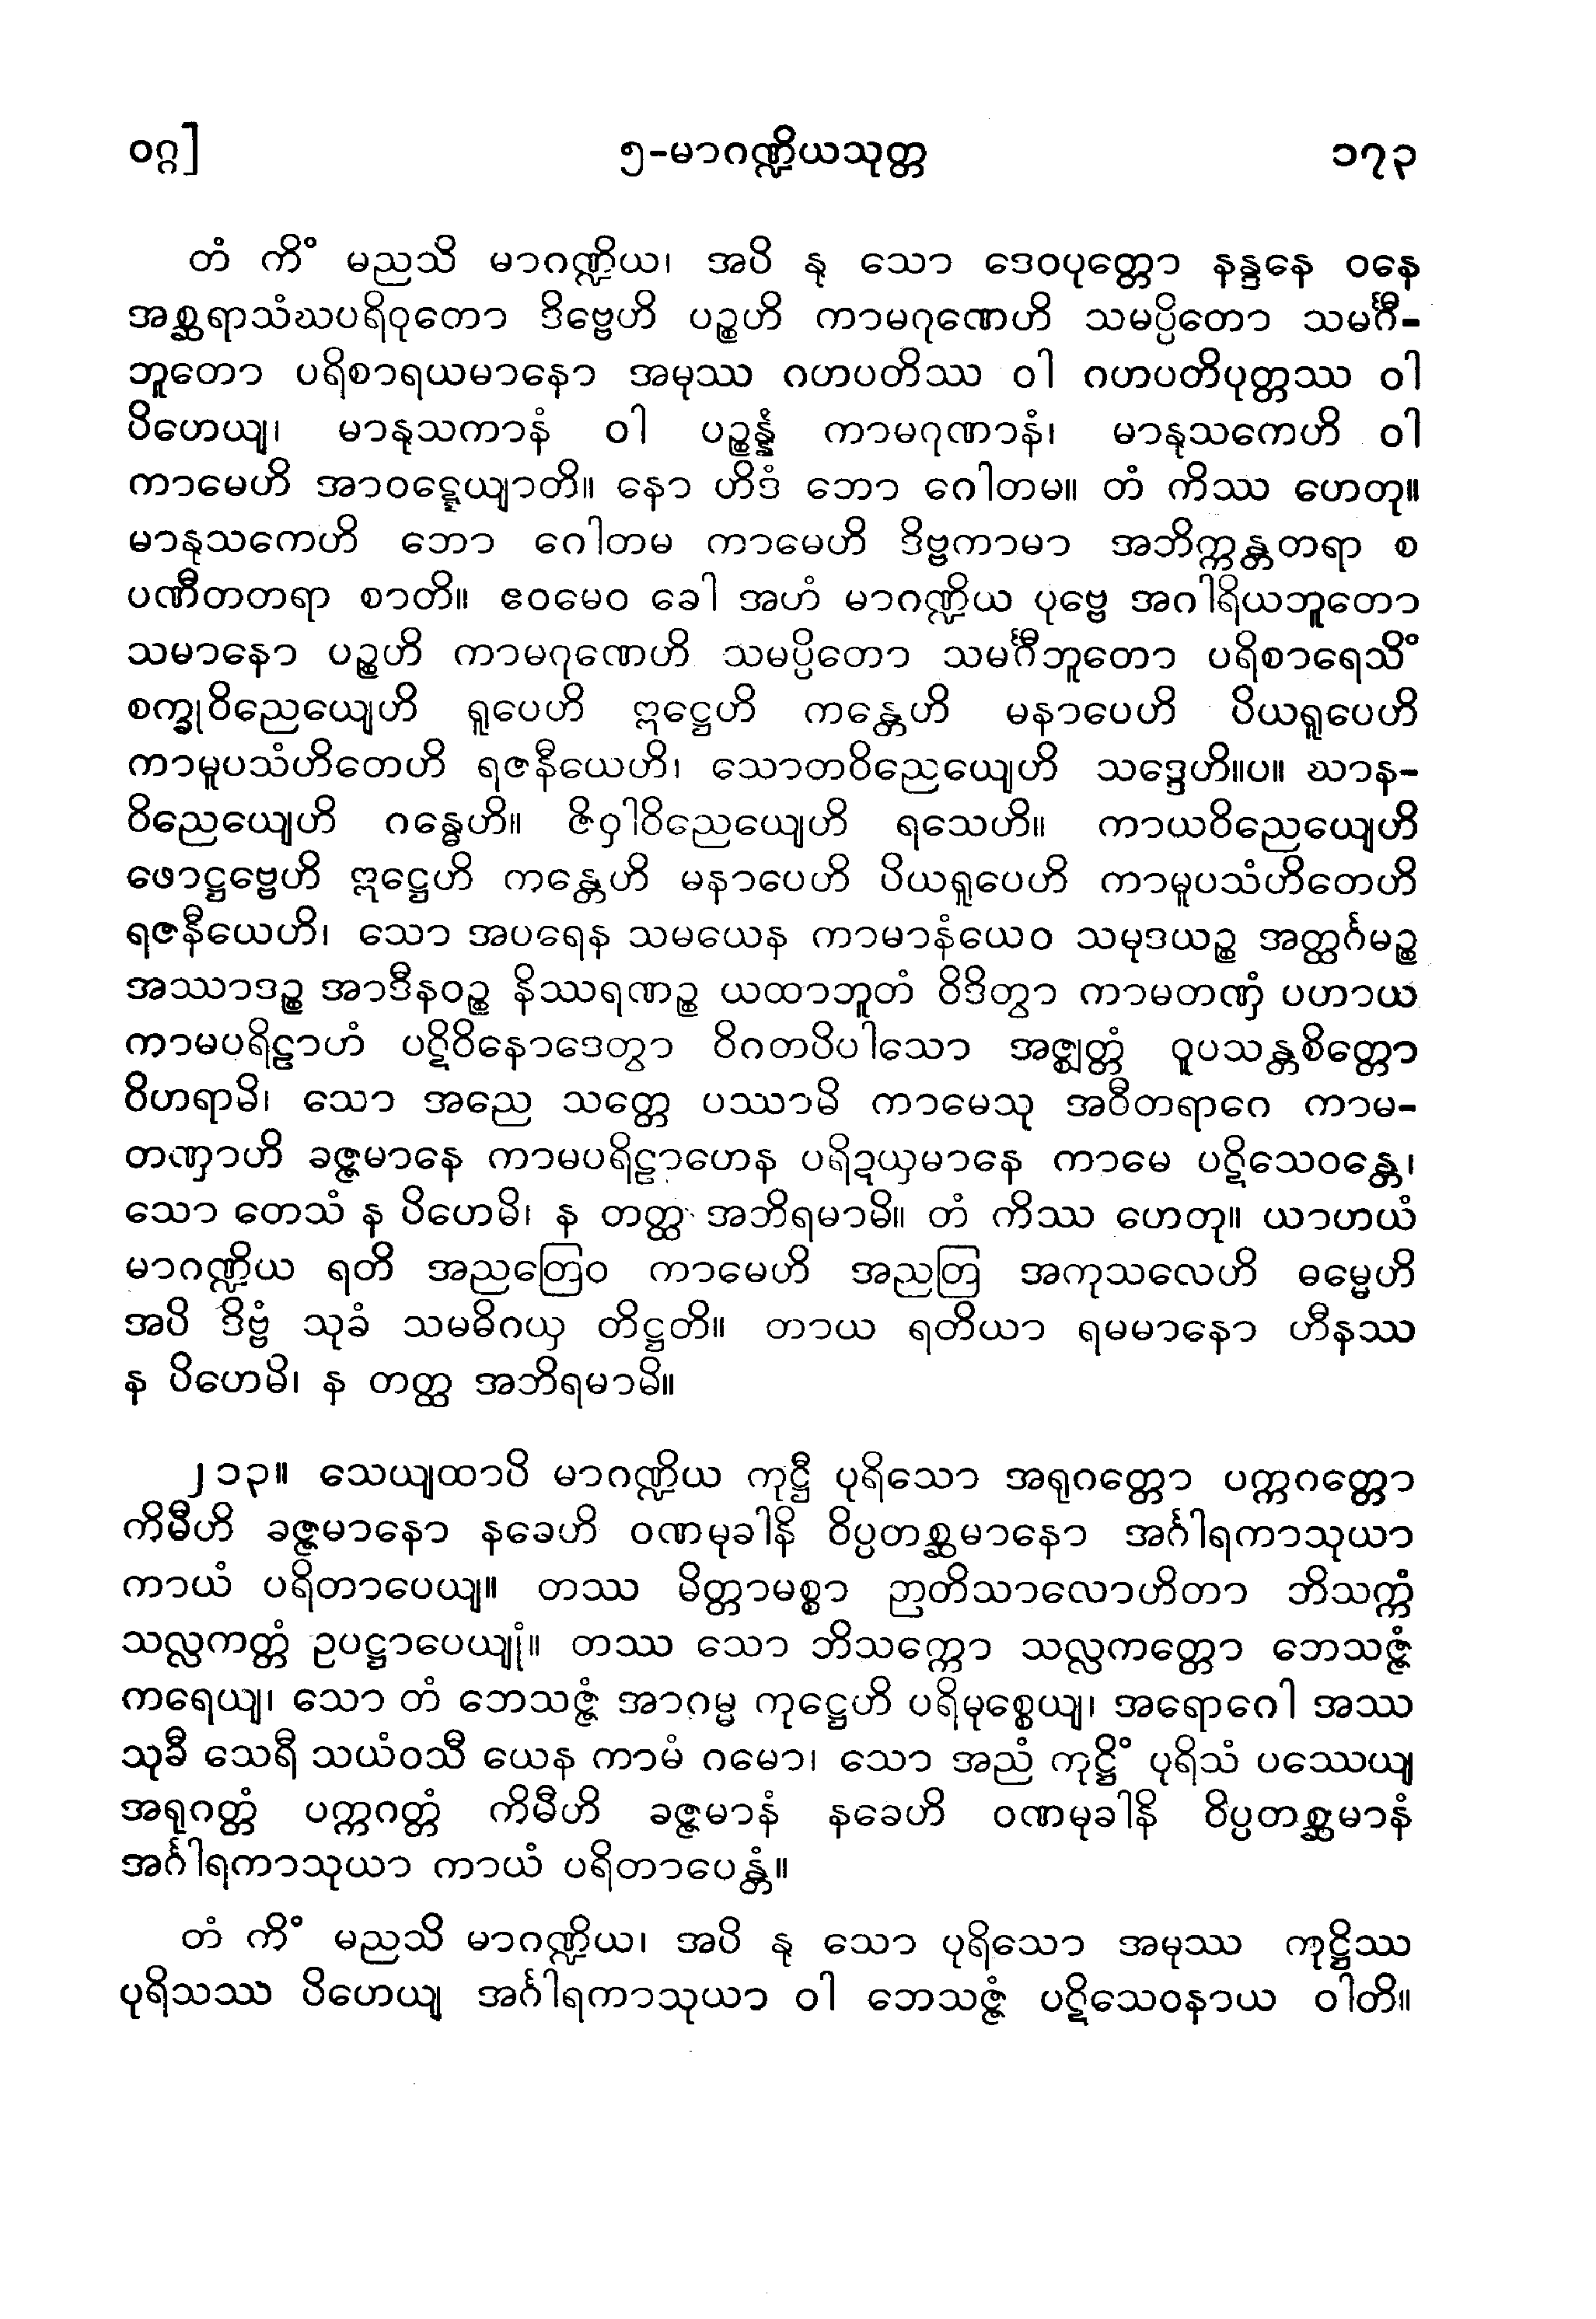 ဝဂ္ဂ]
၅-မာဂဏ္ဍိယသုတ္တ
၁၇၃
တံ ကိံ မညသိ မာဂဏ္ဍိယ၊ အပိ နု သော ဒေဝပုတ္တော နန္ဒနေ ဝနေ
အစ္ဆရာသံဃပရိဝုတော ဒိဗ္ဗေဟိ ပဉ္စဟိ ကာမဂုဏေဟိ သမပ္ပိတော သမင်္ဂီ-
ဘူတော ပရိစာရယမာနော အမုဿ ဂဟပတိဿ ဝါ ဂဟပတိပုတ္တဿ ဝါ
ပိဟေယျ၊ မာနုသကာနံ ဝါ ပဉ္စန္နံ ကာမဂုဏာနံ၊ မာနုသကေဟိ ဝါ
ကာမေဟိ အာဝဋ္ဋေယျာတိ။ နော ဟိဒံ ဘော ဂေါတမ။ တံ ကိဿ ဟေတု။
မာနုသကေဟိ ဘော ဂေါတမ ကာမေဟိ ဒိဗ္ဗကာမာ အဘိက္ကန္တတရာ စ
ပဏီတတရာ စာတိ။ ဧဝမေဝ ခေါ အဟံ မာဂဏ္ဍိယ ပုဗ္ဗေ အဂါရိယဘူတော
သမာနော ပဉ္စဟိ ကာမဂုဏေဟိ သမပ္ပိတော သမင်္ဂီဘူတော ပရိစာရေသိံ
စက္ခုဝိညေယျေဟိ ရူပေဟိ ဣဋ္ဌေဟိ ကန္တေဟိ မနာပေဟိ ပိယရူပေဟိ
ကာမူပသံဟိတေဟိ ရဇနီယေဟိ၊ သောတဝိညေယျေဟိ သဒ္ဒေဟိ။ပ။ ဃာန-
ဝိညေယျေဟိ ဂန္ဓေဟိ။ ဇိဝှါဝိညေယျေဟိ ရသေဟိ။ ကာယဝိညေယျေဟိ
ဖောဋ္ဌဗ္ဗေဟိ ဣဋ္ဌေဟိ ကန္တေဟိ မနာပေဟိ ပိယရူပေဟိ ကာမူပသံဟိတေဟိ
ရဇနီယေဟိ၊ သော အပရေန သမယေန ကာမာနံယေဝ သမုဒယဉ္စ အတ္ထင်္ဂမဉ္စ
အဿာဒဉ္စ အာဒီနဝဉ္စ နိဿရဏဉ္စ ယထာဘူတံ ဝိဒိတွာ ကာမတဏှံ ပဟာယ
ကာမပရိဠာဟံ ပဋိဝိနောဒေတွာ ဝိဂတပိပါသော အဇ္ဈတ္တံ ဝူပသန္တစိတ္တော
ဝိဟရာမိ၊ သော အညေ သတ္တေ ပဿာမိ ကာမေသု အဝီတရာဂေ ကာမ-
တဏှာဟိ ခဇ္ဇမာနေ ကာမပရိဠာဟေန ပရိဍယှမာနေ ကာမေ ပဋိသေဝန္တေ၊
သော တေသံ န ပိဟေမိ၊ န တတ္ထ အဘိရမာမိ။ တံ ကိဿ ဟေတု။ ယာဟယံ
မာဂဏ္ဍိယ ရတိ အညတြေဝ ကာမေဟိ အညတြ အကုသလေဟိ ဓမ္မေဟိ
အပိ ဒိဗ္ဗံ သုခံ သမဓိဂယှ တိဋ္ဌတိ။ တာယ ရတိယာ ရမမာနော ဟီနဿ
န ပိဟေမိ၊ န တတ္ထ အဘိရမာမိ။
၂၁၃။ သေယျထာပိ မာဂဏ္ဍိယ ကုဋ္ဌီ ပုရိသော အရုဂတ္တော ပက္ကဂတ္တော
ကိမီဟိ ခဇ္ဇမာနော နခေဟိ ဝဏမုခါနိ ဝိပ္ပတစ္ဆမာနော အင်္ဂါရကာသုယာ
ကာယံ ပရိတာပေယျ။ တဿ မိတ္တာမစ္စာ ဉာတိသာလောဟိတာ ဘိသက္ကံ
သလ္လကတ္တံ ဥပဋ္ဌာပေယျုံ။ တဿ သော ဘိသက္ကော သလ္လကတ္တော ဘေသဇ္ဇံ
ကရေယျ၊ သော တံ ဘေသဇ္ဇံ အာဂမ္မ ကုဋ္ဌေဟိ ပရိမုစ္စေယျ၊ အရောဂေါ အဿ
သုခီ သေရီ သယံဝသီ ယေန ကာမံ ဂမော၊ သော အညံ ကုဋ္ဌိံ ပုရိသံ ပဿေယျ
အရုဂတ္တံ ပက္ကဂတ္တံ ကိမီဟိ ခဇ္ဇမာနံ နခေဟိ ဝဏမုခါနိ ဝိပ္ပတစ္ဆမာနံ
အင်္ဂါရကာသုယာ ကာယံ ပရိတာပေန္တံ။
တံ ကိံ မညသိ မာဂဏ္ဍိယ၊ အပိ နု သော ပုရိသော အမုဿ ကုဋ္ဌိဿ
ပုရိသဿ ပိဟေယျ အင်္ဂါရကာသုယာ ဝါ ဘေသဇ္ဇံ ပဋိသေဝနာယ ဝါတိ။